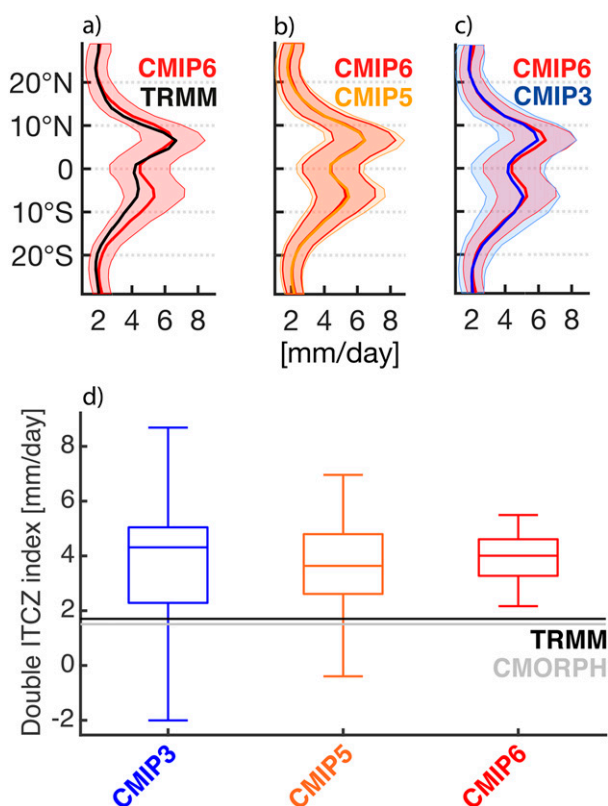 a) b) c)
CMIP6 CMIP6 CMIP6
TRMM CMIP5 CMIP3
20°N
10°N
0
10°S
20°S
2 4 6 8 2 4 6 8 2 4 6 8
[mm/day]
d)
Double ITCZ index [mm/day]
8
6
4
2
0
-2
TRMM
CMORPH
CMIP3 CMIP5 CMIP6